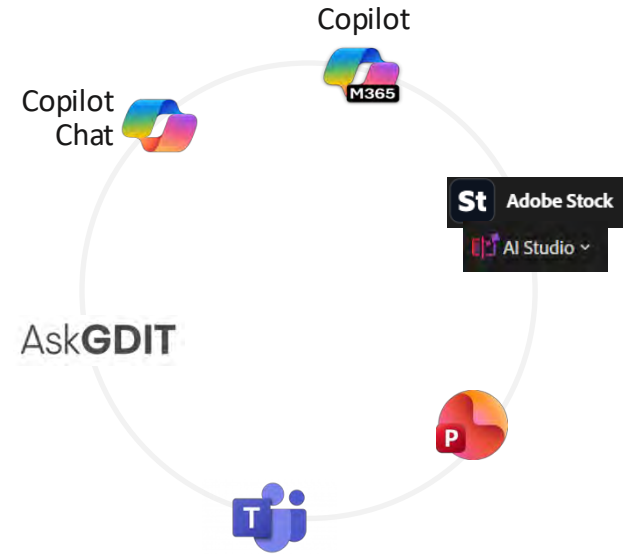 Copilot
M365
Copilot
Chat
St Adobe Stock
AI Studio
AskGDIT
P
T